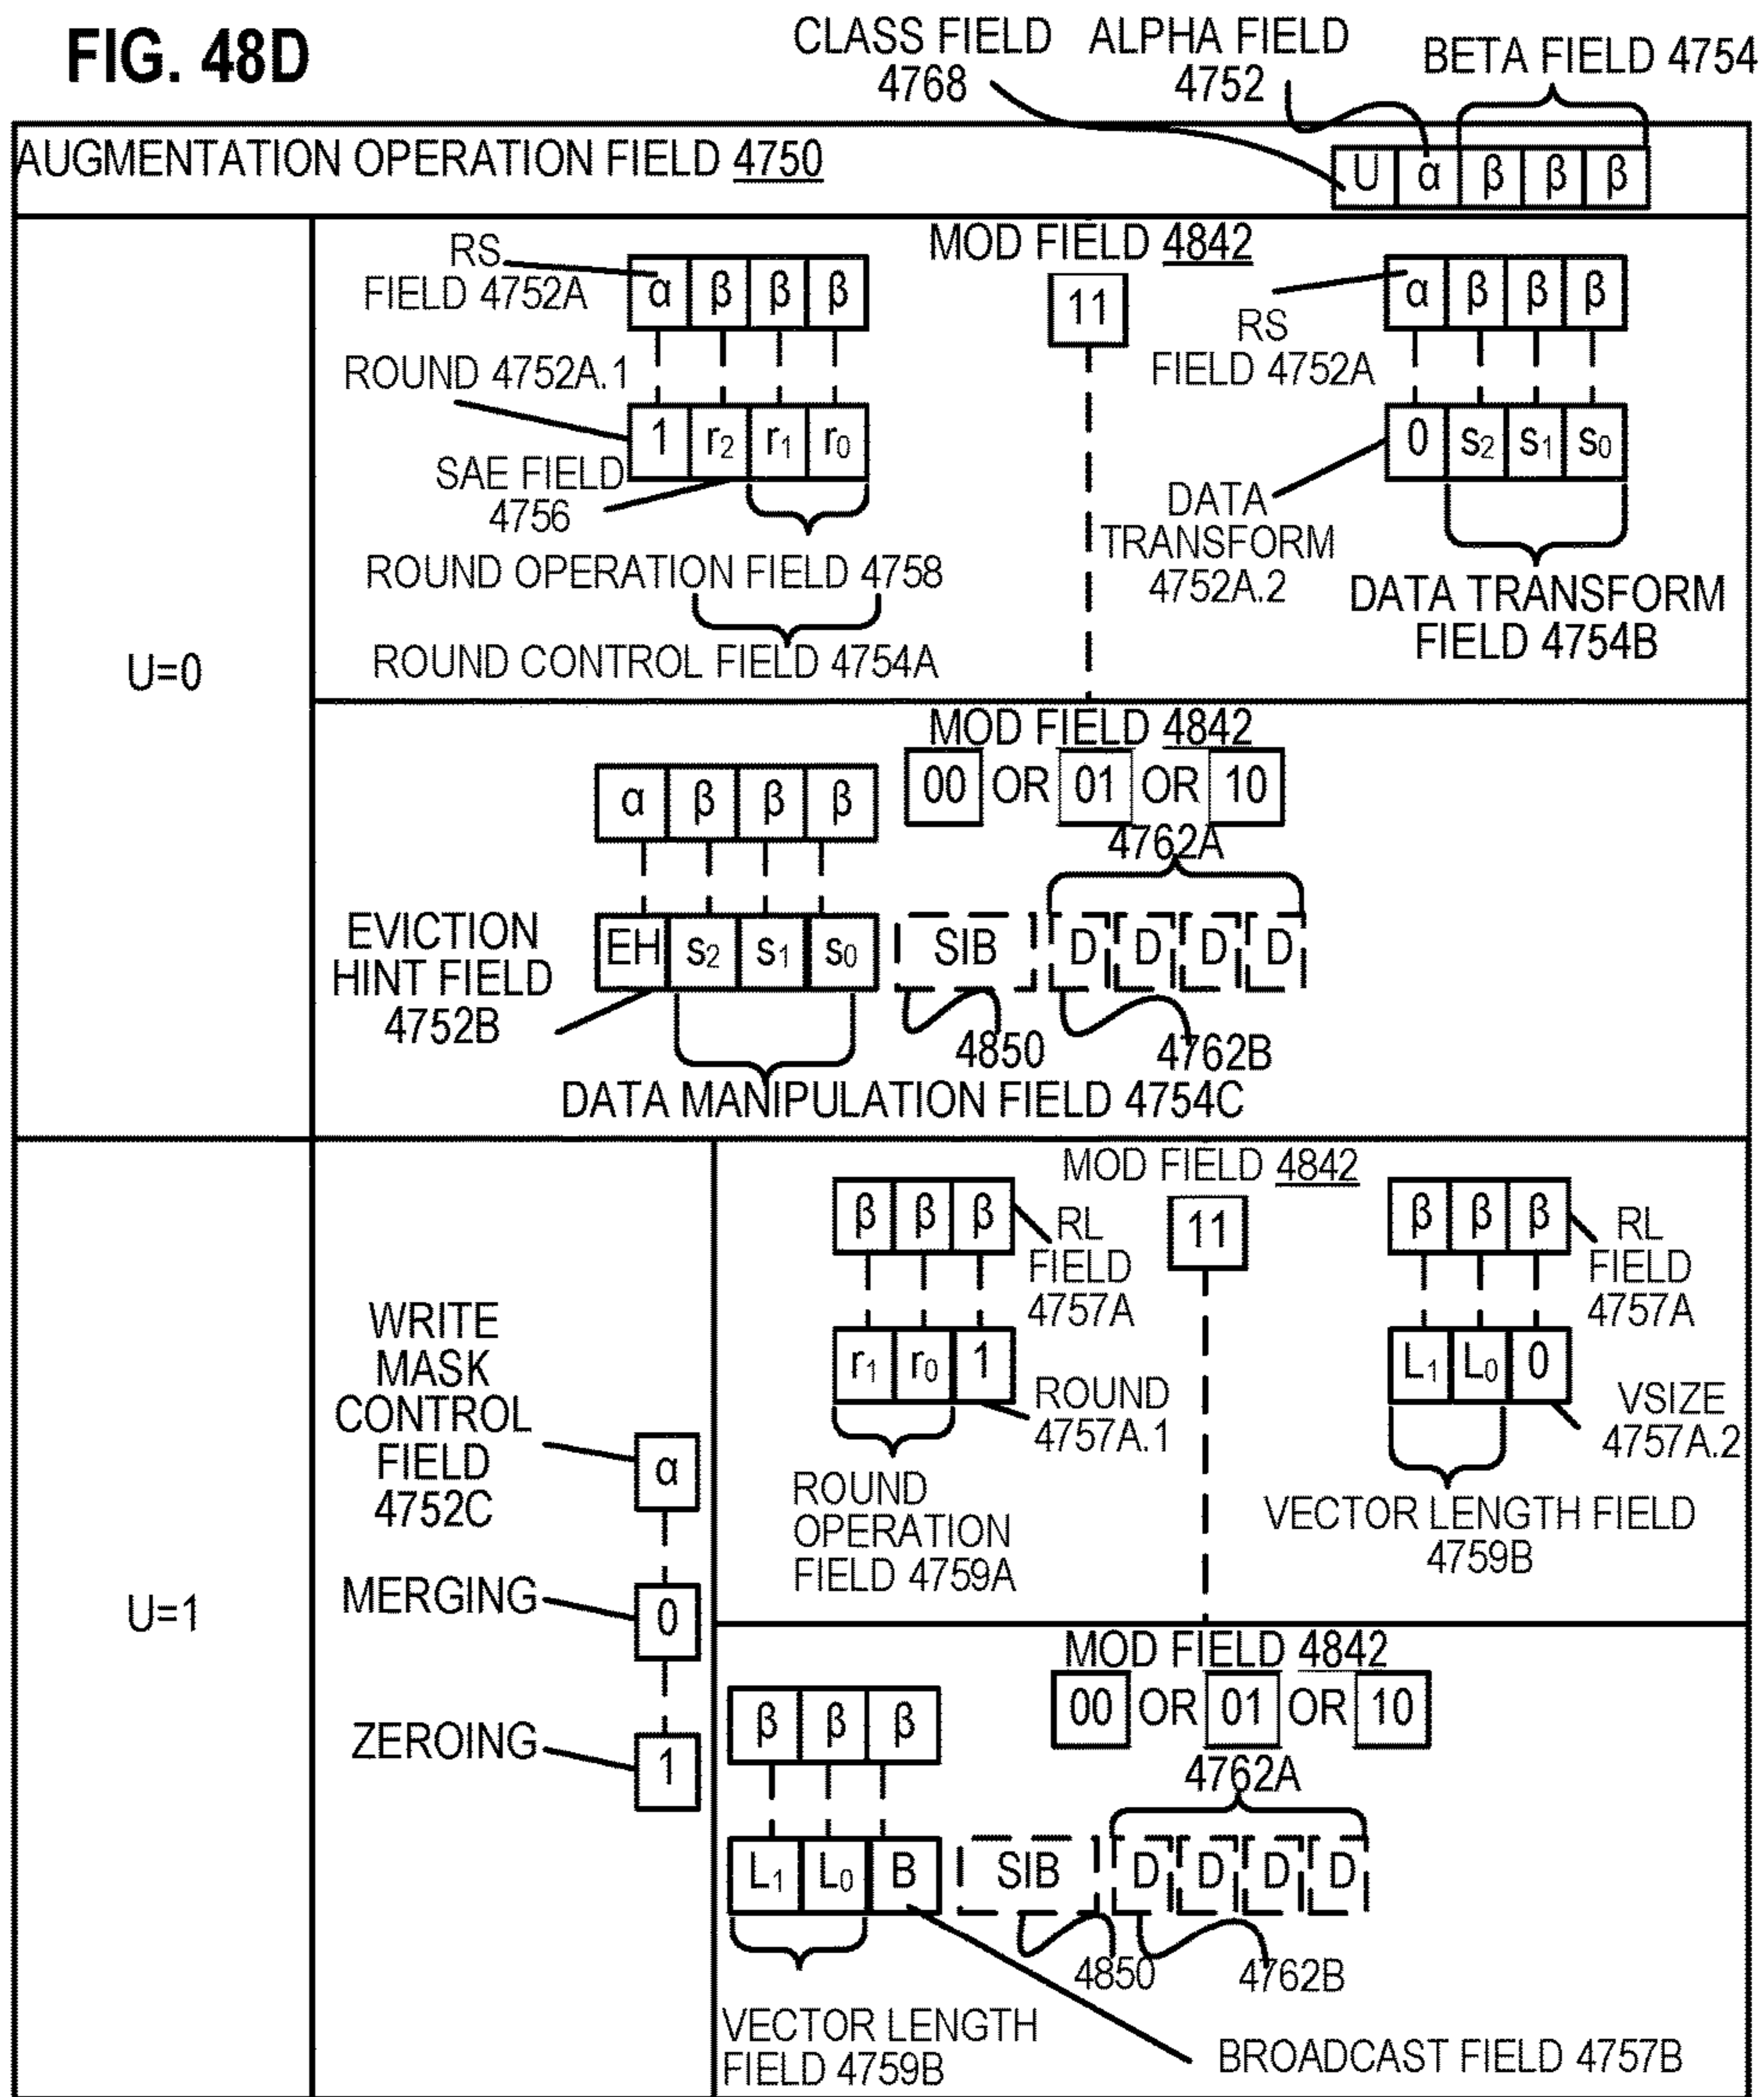 FIG. 48D
CLASS FIELD
4768
ALPHA FIELD
4752
BETA FIELD 4754
AUGMENTATION OPERATION FIELD 4750
U α β β β
MOD FIELD 4842
11
RS
FIELD 4752A
α β β β
ROUND 4752A.1
1 r2 r1 r0
SAE FIELD
4756
ROUND OPERATION FIELD 4758
ROUND CONTROL FIELD 4754A
α β β β
RS
FIELD 4752A
0 s2 s1 s0
DATA
TRANSFORM
4752A.2
DATA TRANSFORM
FIELD 4754B
U=0
MOD FIELD 4842
00 OR 01 OR 10
α β β β
4762A
EVICTION
HINT FIELD
4752B
EH s2 s1 s0 SIB D D D D
4850
4762B
DATA MANIPULATION FIELD 4754C
U=1
WRITE
MASK
CONTROL
FIELD
4752C
α
MERGING
0
ZEROING
1
MOD FIELD 4842
11
β β β
RL
FIELD
4757A
r1 r0 1
ROUND
4757A.1
ROUND
OPERATION
FIELD 4759A
β β β
RL
FIELD
4757A
L1 L0 0
VSIZE
4757A.2
VECTOR LENGTH FIELD
4759B
MOD FIELD 4842
00 OR 01 OR 10
β β β
4762A
L1 L0 B SIB D D D D
4850
4762B
VECTOR LENGTH
FIELD 4759B
BROADCAST FIELD 4757B